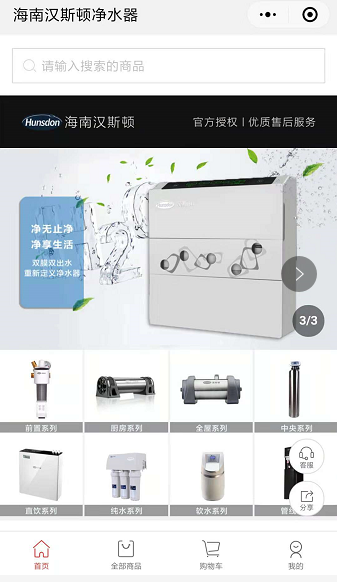 海南汉斯顿净水器
请输入搜索的商品
Hunsdon 海南汉斯顿
官方授权 | 优质售后服务
净无止净
净享生活
双膜双出水
重新定义净水器
3/3
前置系列
厨房系列
全屋系列
中央系列
直饮系列
纯水系列
软水系列
客服
分享
首页
全部商品
购物车
我的